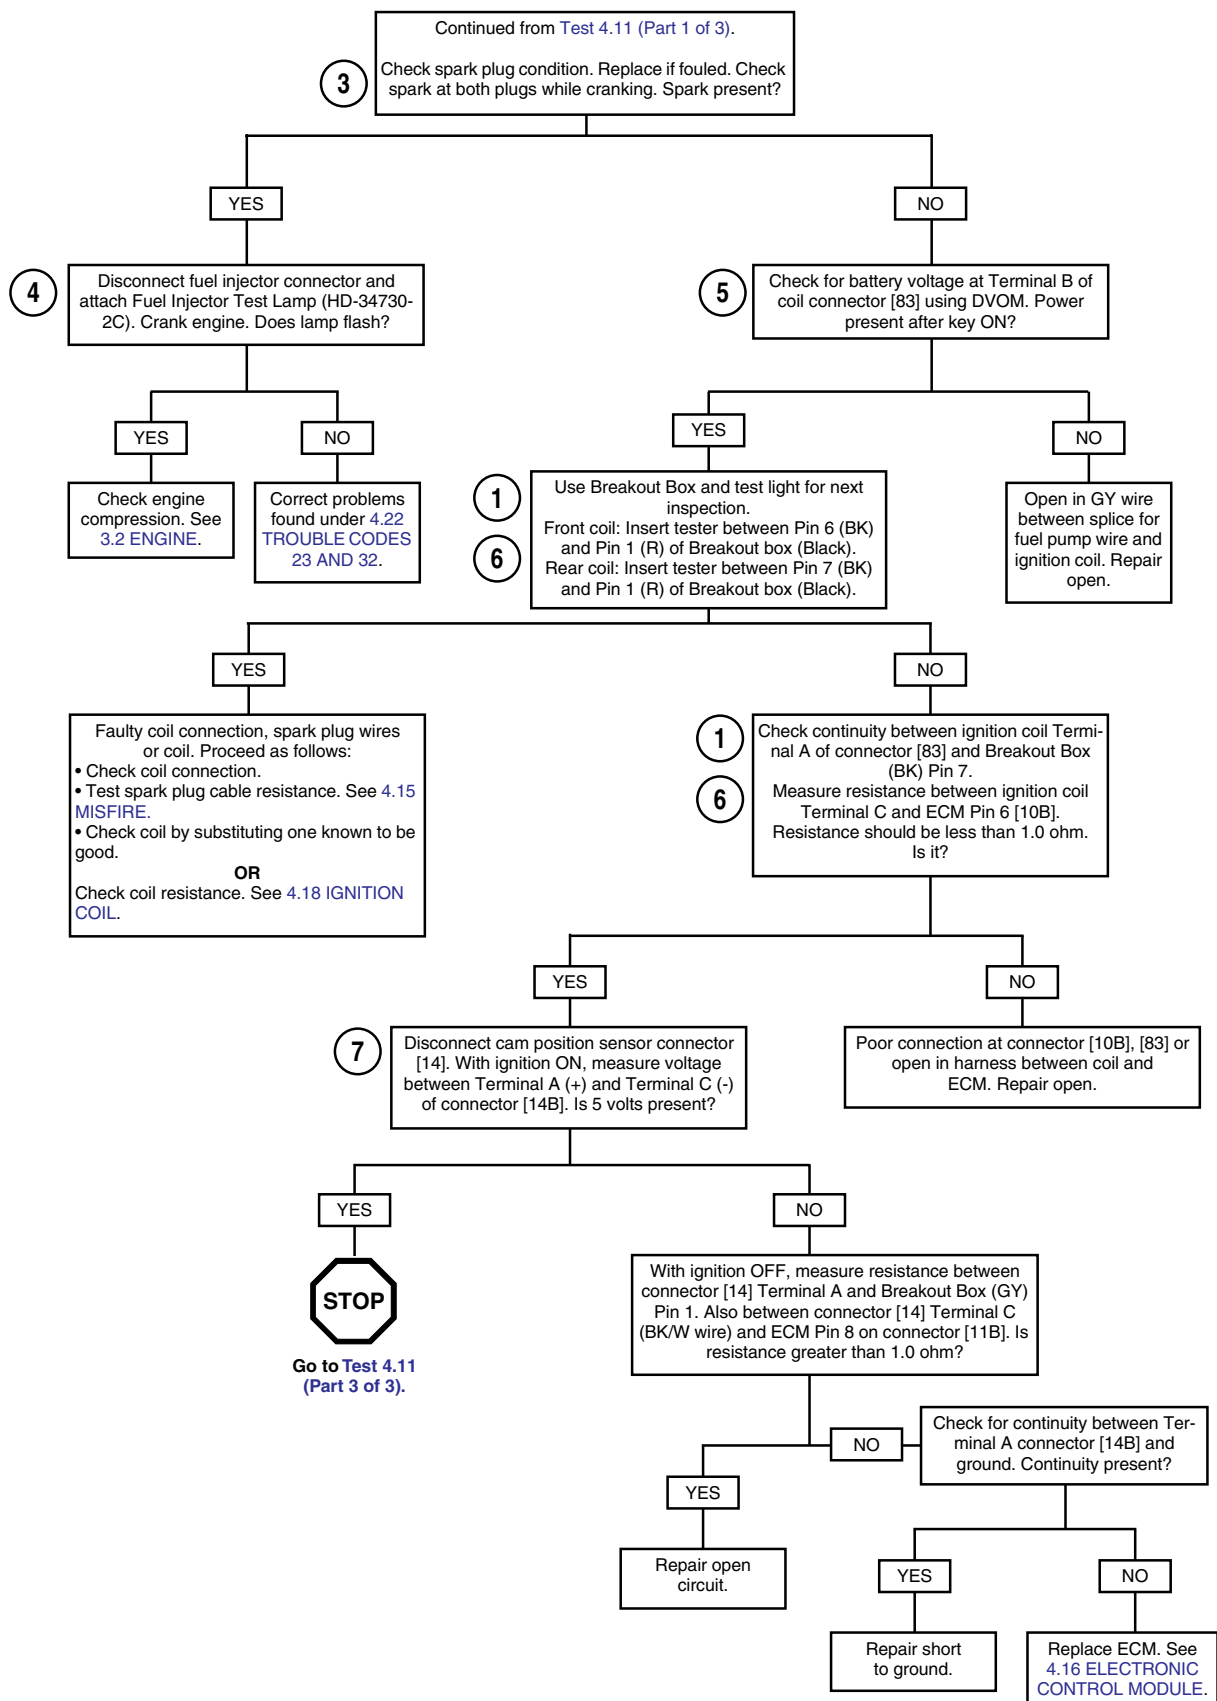 Continued from Test 4.11 (Part 1 of 3).
3
Check spark plug condition. Replace if fouled. Check
spark at both plugs while cranking. Spark present?
YES
NO
4
Disconnect fuel injector connector and
attach Fuel Injector Test Lamp (HD-34730-
2C). Crank engine. Does lamp flash?
5
Check for battery voltage at Terminal B of
coil connector [83] using DVOM. Power
present after key ON?
YES
NO
YES
NO
Check engine
compression. See
3.2 ENGINE.
Correct problems
found under 4.22
TROUBLE CODES
23 AND 32.
1
6
Use Breakout Box and test light for next
inspection.
Front coil: Insert tester between Pin 6 (BK)
and Pin 1 (R) of Breakout box (Black).
Rear coil: Insert tester between Pin 7 (BK)
and Pin 1 (R) of Breakout box (Black).
Open in GY wire
between splice for
fuel pump wire and
ignition coil. Repair
open.
YES
NO
Faulty coil connection, spark plug wires
or coil. Proceed as follows:
• Check coil connection.
• Test spark plug cable resistance. See 4.15
MISFIRE.
• Check coil by substituting one known to be
good.
OR
Check coil resistance. See 4.18 IGNITION
COIL.
1
6
Check continuity between ignition coil Termi-
nal A of connector [83] and Breakout Box
(BK) Pin 7.
Measure resistance between ignition coil
Terminal C and ECM Pin 6 [10B].
Resistance should be less than 1.0 ohm.
Is it?
YES
NO
7
Disconnect cam position sensor connector
[14]. With ignition ON, measure voltage
between Terminal A (+) and Terminal C (-)
of connector [14B]. Is 5 volts present?
Poor connection at connector [10B], [83] or
open in harness between coil and
ECM. Repair open.
YES
NO
STOP
Go to Test 4.11
(Part 3 of 3).
With ignition OFF, measure resistance between
connector [14] Terminal A and Breakout Box (GY)
Pin 1. Also between connector [14] Terminal C
(BK/W wire) and ECM Pin 8 on connector [11B]. Is
resistance greater than 1.0 ohm?
NO
Check for continuity between Ter-
minal A connector [14B] and
ground. Continuity present?
YES
Repair open
circuit.
YES
NO
Repair short
to ground.
Replace ECM. See
4.16 ELECTRONIC
CONTROL MODULE.